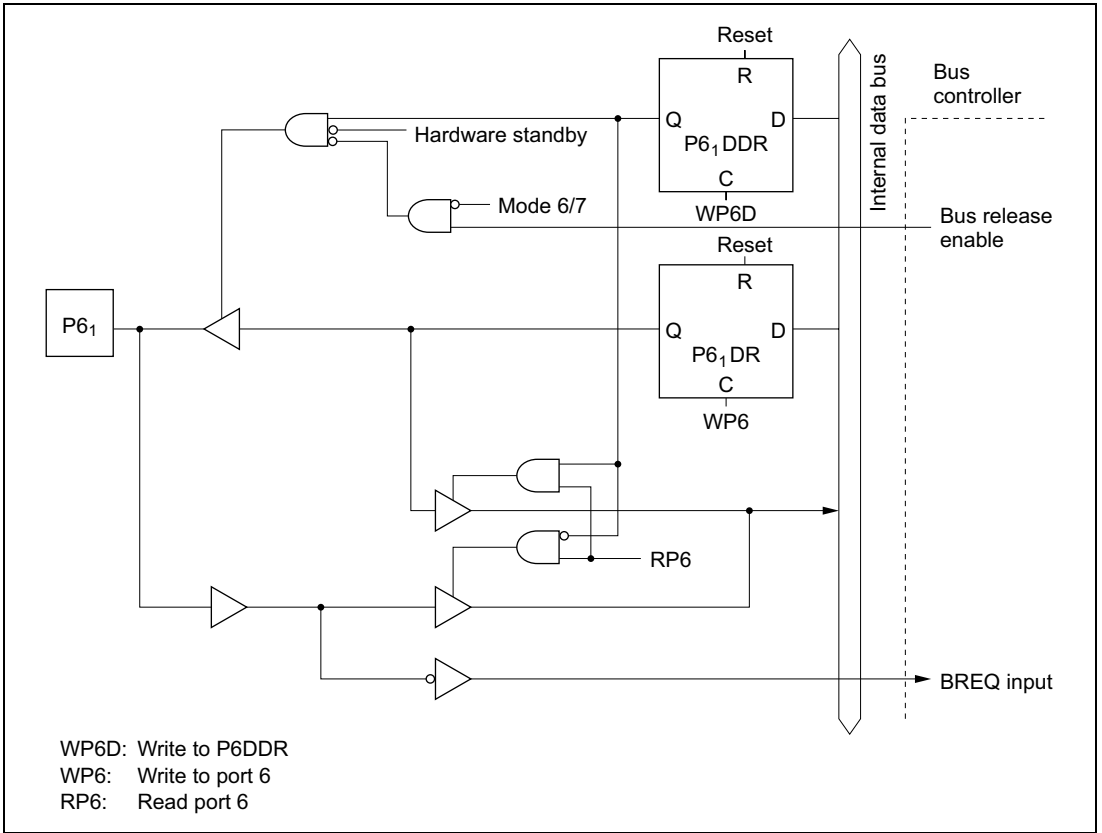 Reset
R
Q
D
P6₁DDR
C
WP6D
Hardware standby
Mode 6/7
Internal data bus
Bus
controller
Bus release
enable
Reset
R
Q
D
P6₁DR
C
WP6
P6₁
RP6
BREQ input
WP6D: Write to P6DDR
WP6: Write to port 6
RP6: Read port 6